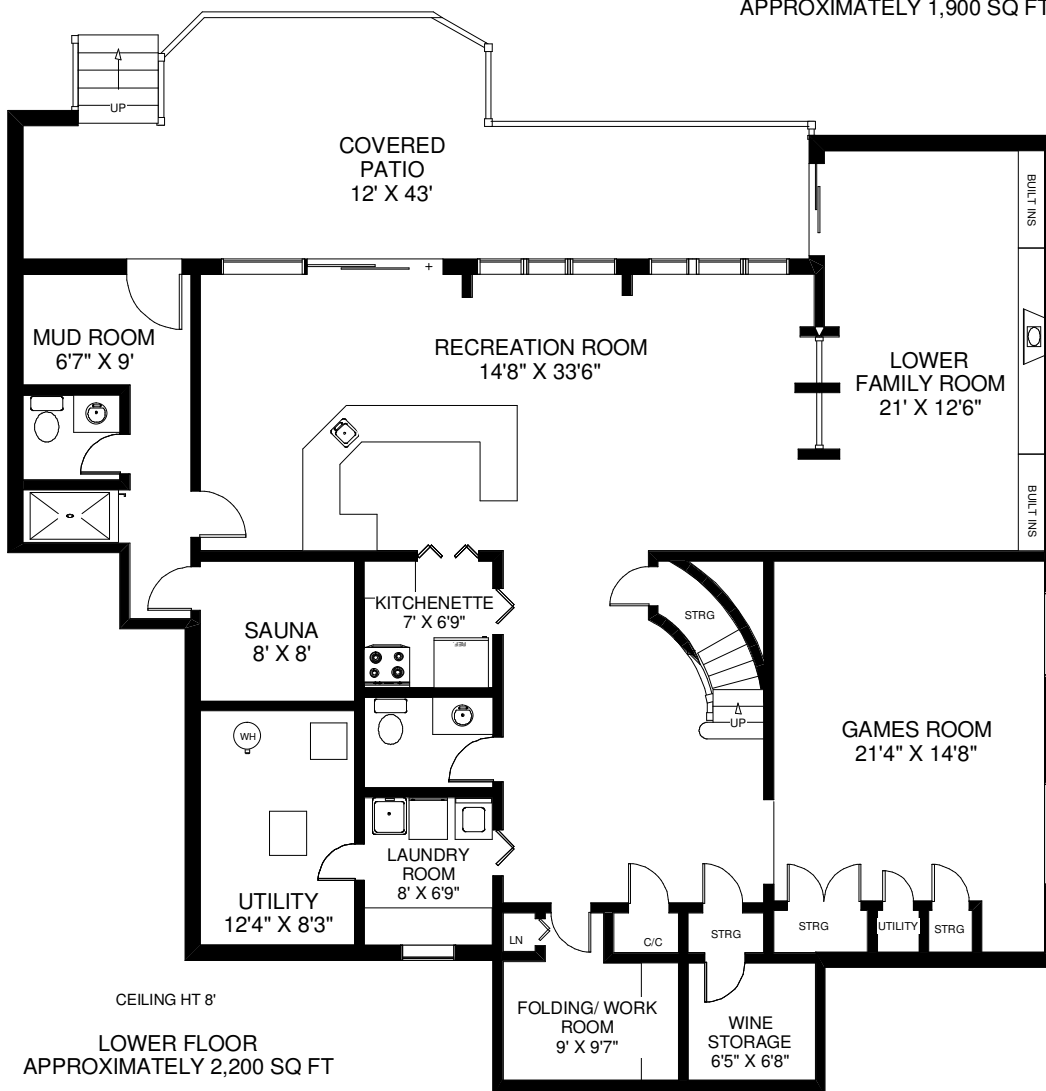 APPROXIMATELY 1,900 SQ FT
UP
COVERED
PATIO
12' X 43'
BUILT INS
MUD ROOM
6'7" X 9'
RECREATION ROOM
14'8" X 33'6"
LOWER
FAMILY ROOM
21' X 12'6"
BUILT INS
KITCHENETTE
7' X 6'9"
REF
STRG
SAUNA
8' X 8'
UP
WH
GAMES ROOM
21'4" X 14'8"
LAUNDRY
ROOM
8' X 6'9"
UTILITY
12'4" X 8'3"
LN
C/C
STRG
STRG
UTILITY
STRG
CEILING HT 8'
FOLDING/ WORK
ROOM
9' X 9'7"
WINE
STORAGE
6'5" X 6'8"
LOWER FLOOR
APPROXIMATELY 2,200 SQ FT